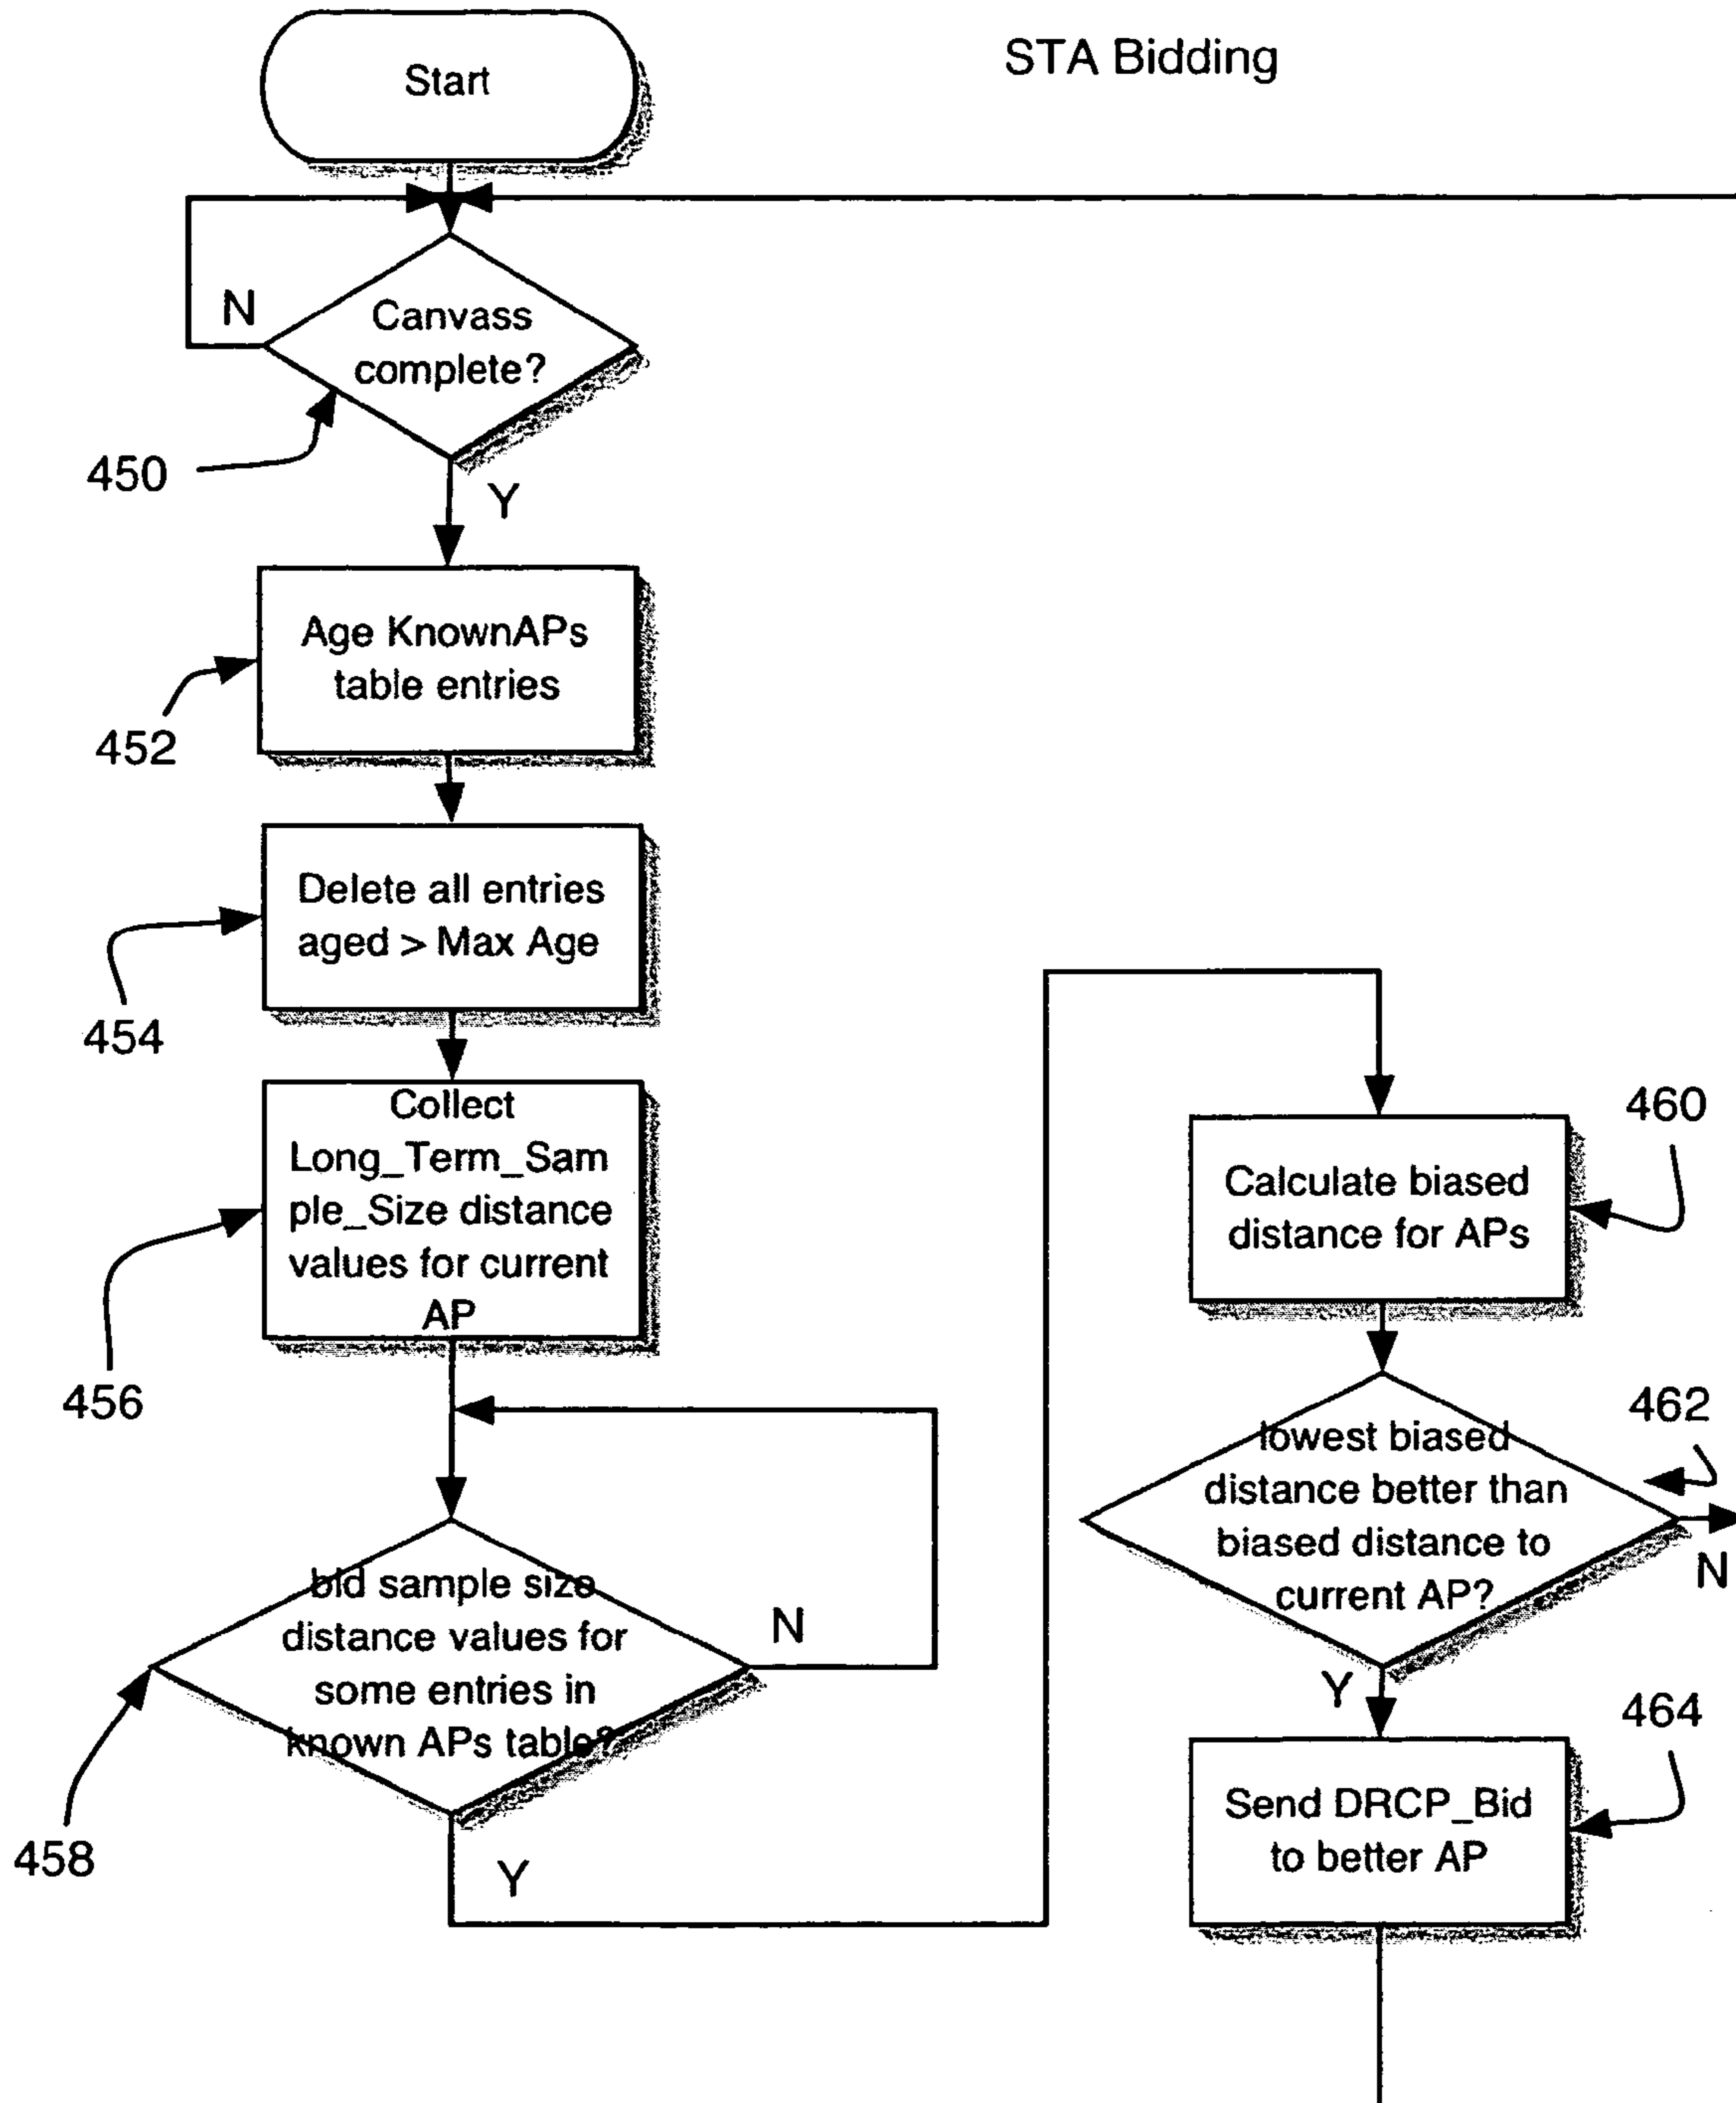 STA Bidding
Start
N
Canvass
complete?
450
Y
Age KnownAPs
table entries
452
Delete all entries
aged > Max Age
454
Collect
Long_Term_Sam
ple_Size distance
values for current
AP
456
bid sample size
distance values for
some entries in
known APs table?
N
458
Y
460
Calculate biased
distance for APs
462
lowest biased
distance better than
biased distance to
current AP?
N
Y
464
Send DRCP_Bid
to better AP